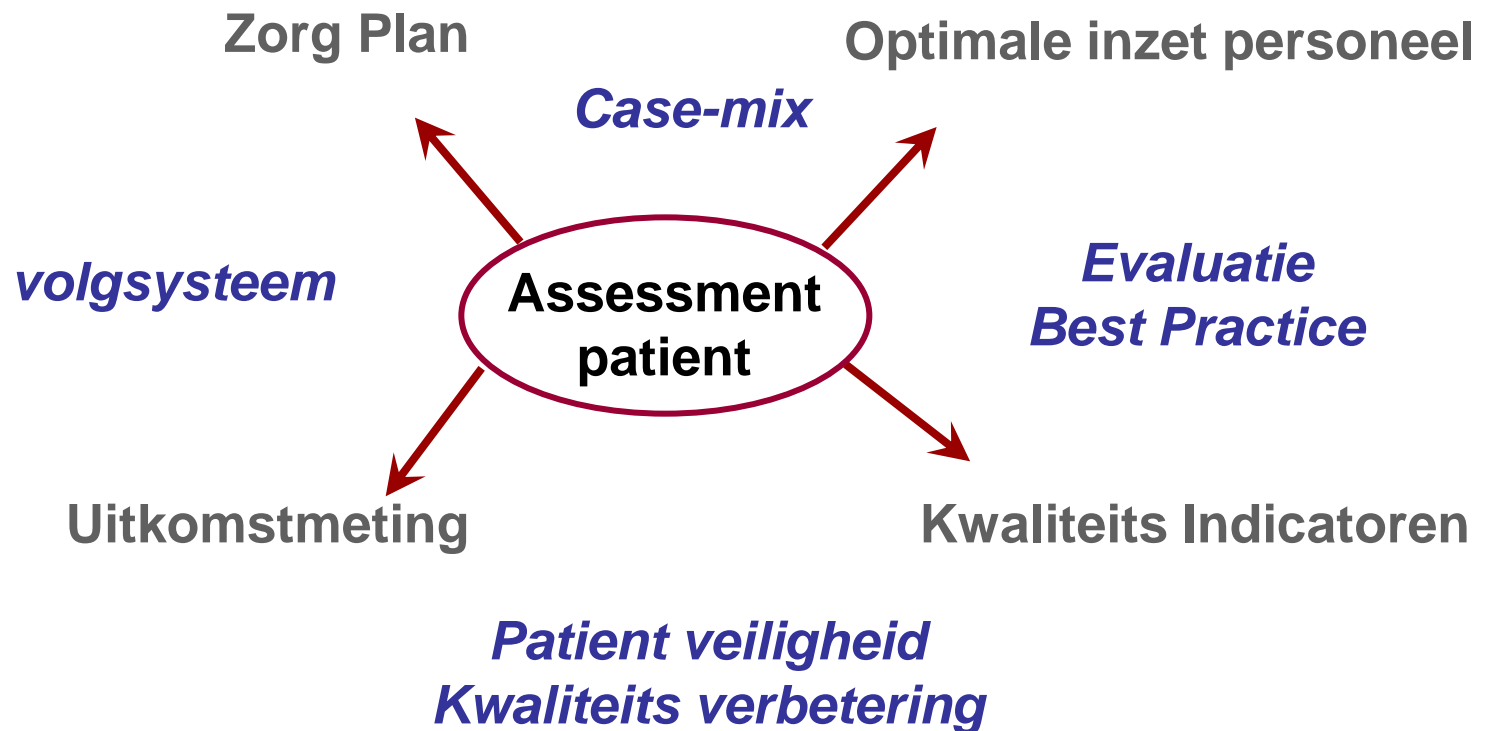 Zorg Plan
Optimale inzet personeel
Case-mix
volgsysteem
Assessment
patient
Evaluatie
Best Practice
Uitkomstmeting
Kwaliteits Indicatoren
Patient veiligheid
Kwaliteits verbetering